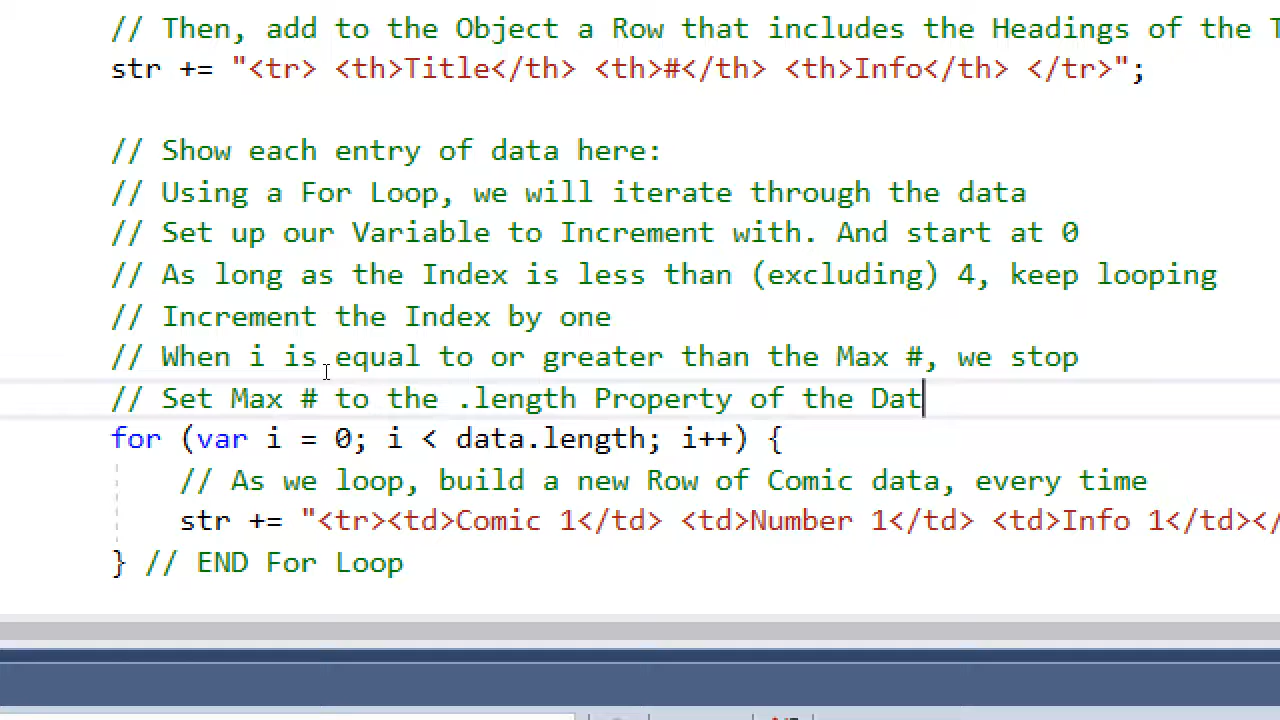 // Then, add to the Object a Row that includes the Headings of the
str += "<tr> <th>Title</th> <th>#</th> <th>Info</th> </tr>";
// Show each entry of data here:
// Using a For Loop, we will iterate through the data
// Set up our Variable to Increment with. And start at 0
// As long as the Index is less than (excluding) 4, keep looping
// Increment the Index by one
// When i is equal to or greater than the Max #, we stop
// Set Max # to the .length Property of the Dat
for (var i = 0; i < data.length; i++) {
// As we loop, build a new Row of Comic data, every time
str += "<tr><td>Comic 1</td> <td>Number 1</td> <td>Info 1</td></
} // END For Loop